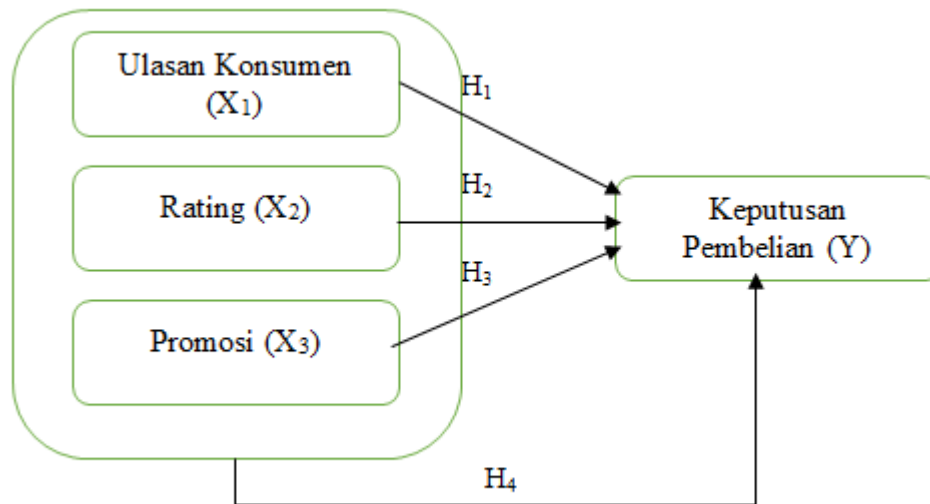 Ulasan Konsumen
(X₁)
H₁
Rating (X₂)
H₂
Keputusan
Pembelian (Y)
H₃
Promosi (X₃)
H₄